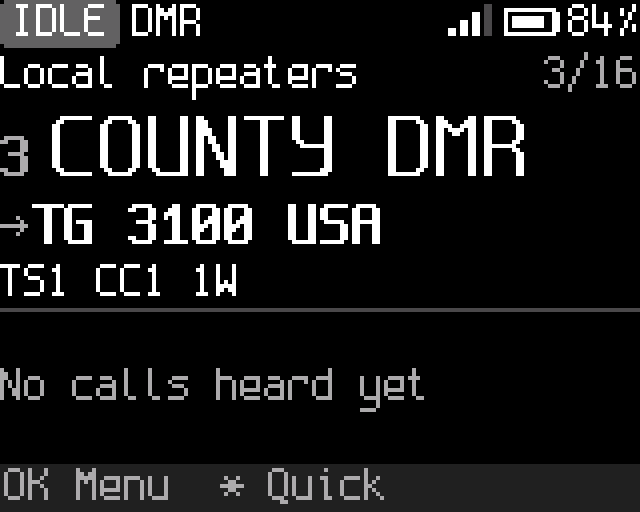 IDLE DMR 84%
Local repeaters 3/16
3 COUNTY DMR
→TG 3100 USA
TS1 CC1 1W
No calls heard yet
OK Menu * Quick